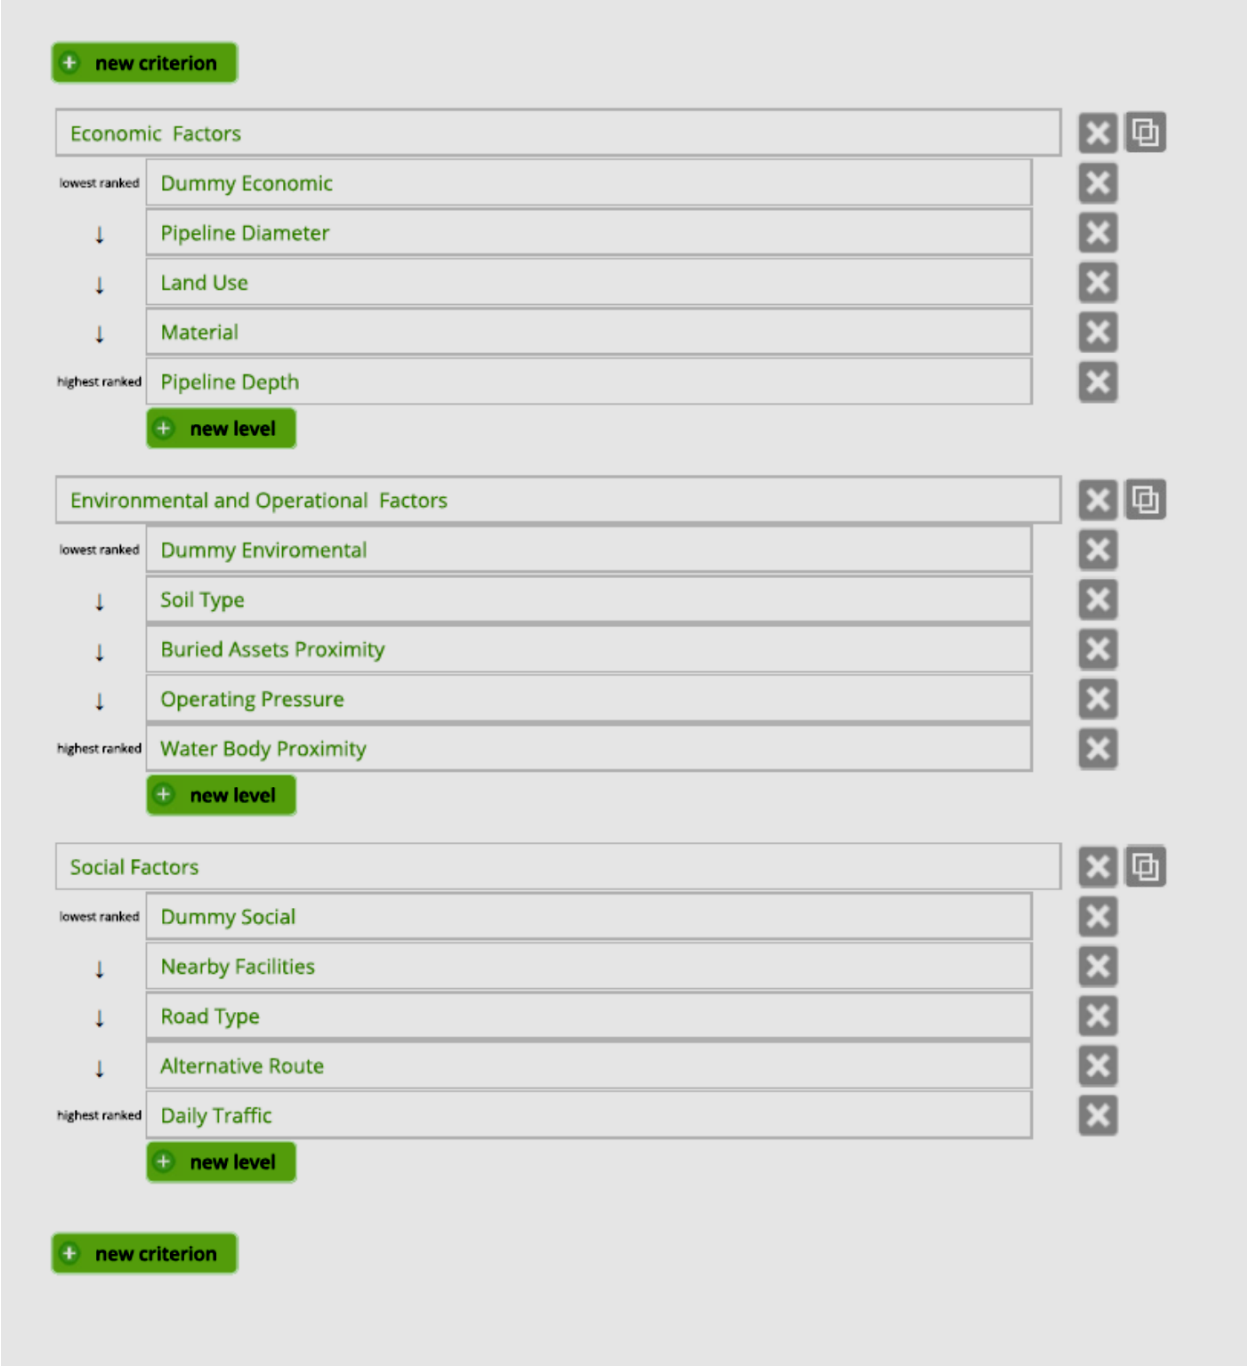 new criterion
Economic  Factors
lowest ranked Dummy Economic
↓ Pipeline Diameter
↓ Land Use
↓ Material
highest ranked Pipeline Depth
new level
Environmental and Operational  Factors
lowest ranked Dummy Enviromental
↓ Soil Type
↓ Buried Assets Proximity
↓ Operating Pressure
highest ranked Water Body Proximity
new level
Social Factors
lowest ranked Dummy Social
↓ Nearby Facilities
↓ Road Type
↓ Alternative Route
highest ranked Daily Traffic
new level
new criterion